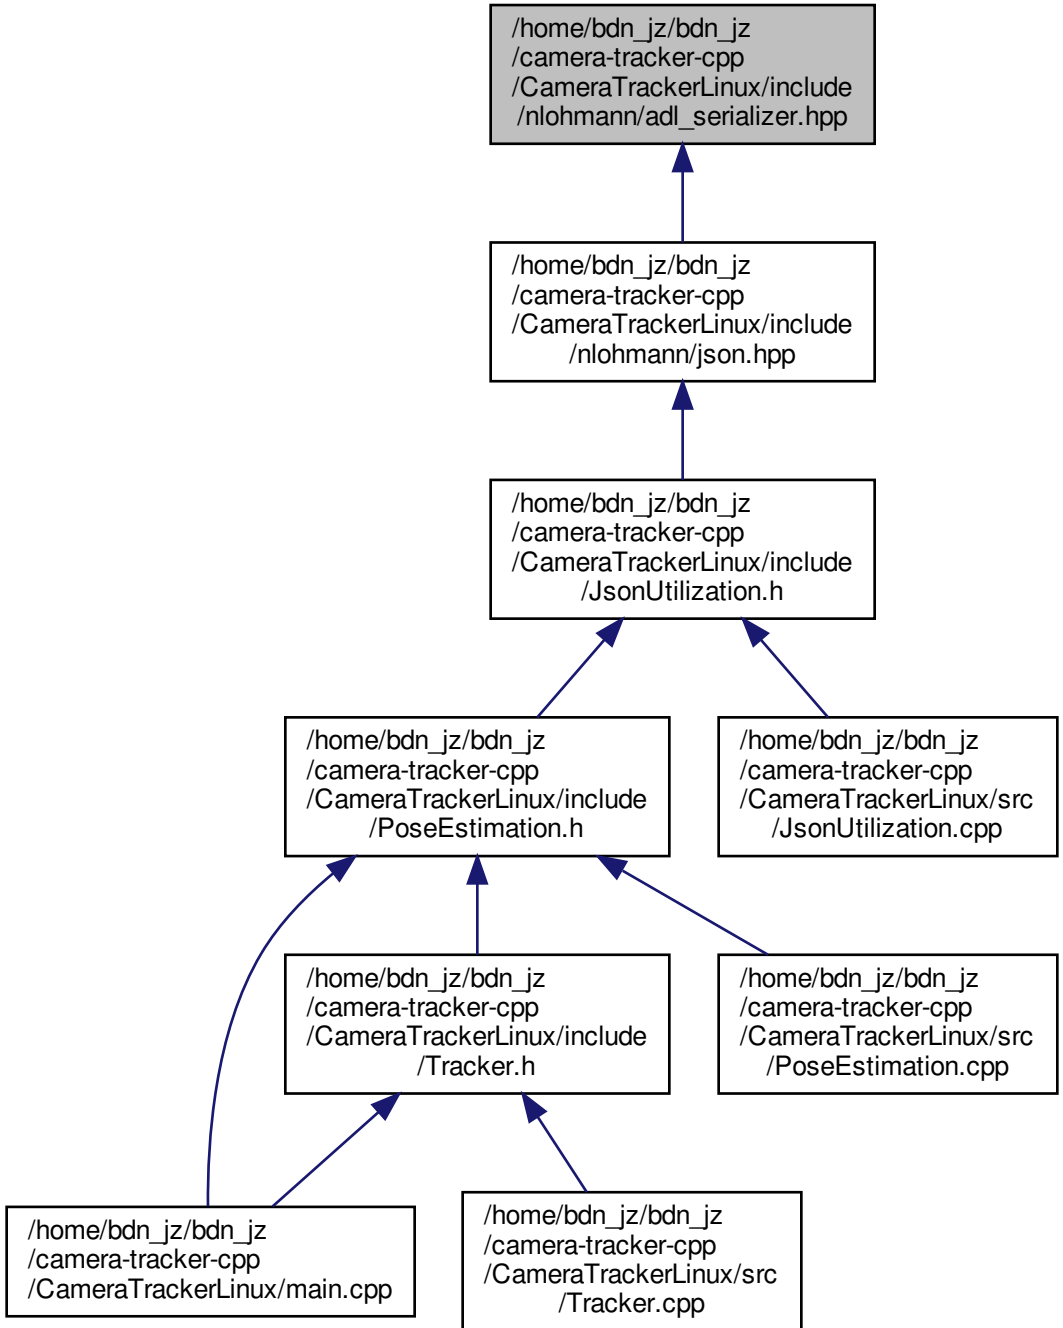 /home/bdn_jz/bdn_jz
/camera-tracker-cpp
/CameraTrackerLinux/include
/nlohmann/adl_serializer.hpp
/home/bdn_jz/bdn_jz
/camera-tracker-cpp
/CameraTrackerLinux/include
/nlohmann/json.hpp
/home/bdn_jz/bdn_jz
/camera-tracker-cpp
/CameraTrackerLinux/include
/JsonUtilization.h
/home/bdn_jz/bdn_jz
/camera-tracker-cpp
/CameraTrackerLinux/include
/PoseEstimation.h
/home/bdn_jz/bdn_jz
/camera-tracker-cpp
/CameraTrackerLinux/src
/JsonUtilization.cpp
/home/bdn_jz/bdn_jz
/camera-tracker-cpp
/CameraTrackerLinux/include
/Tracker.h
/home/bdn_jz/bdn_jz
/camera-tracker-cpp
/CameraTrackerLinux/src
/PoseEstimation.cpp
/home/bdn_jz/bdn_jz
/camera-tracker-cpp
/CameraTrackerLinux/main.cpp
/home/bdn_jz/bdn_jz
/camera-tracker-cpp
/CameraTrackerLinux/src
/Tracker.cpp